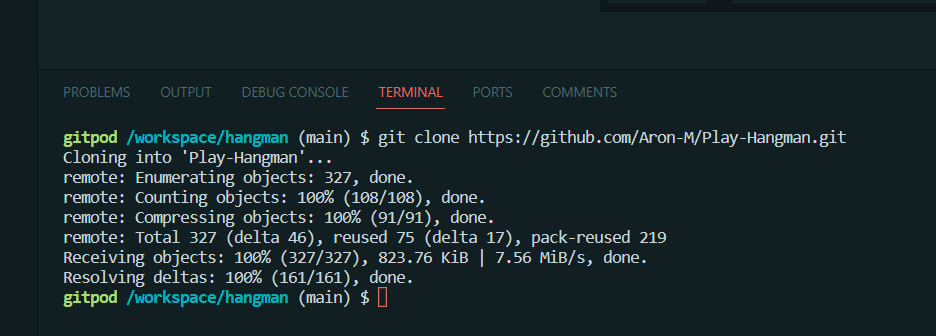 PROBLEMS OUTPUT DEBUG CONSOLE TERMINAL PORTS COMMENTS
gitpod /workspace/hangman (main) $ git clone https://github.com/Aron-M/Play-Hangman.git
Cloning into 'Play-Hangman'...
remote: Enumerating objects: 327, done.
remote: Counting objects: 100% (108/108), done.
remote: Compressing objects: 100% (91/91), done.
remote: Total 327 (delta 46), reused 75 (delta 17), pack-reused 219
Receiving objects: 100% (327/327), 823.76 KiB | 7.56 MiB/s, done.
Resolving deltas: 100% (161/161), done.
gitpod /workspace/hangman (main) $